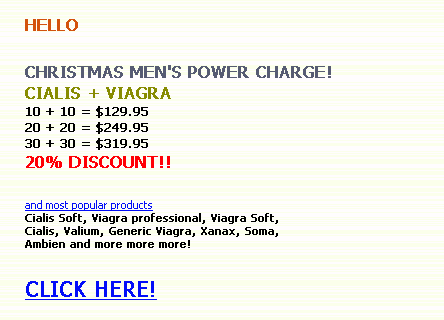 HELLO
CHRISTMAS MEN'S POWER CHARGE!
CIALIS + VIAGRA
10 + 10 = $129.95
20 + 20 = $249.95
30 + 30 = $319.95
20% DISCOUNT!!
and most popular products
Cialis Soft, Viagra professional, Viagra Soft,
Cialis, Valium, Generic Viagra, Xanax, Soma,
Ambien and more more more!
CLICK HERE!